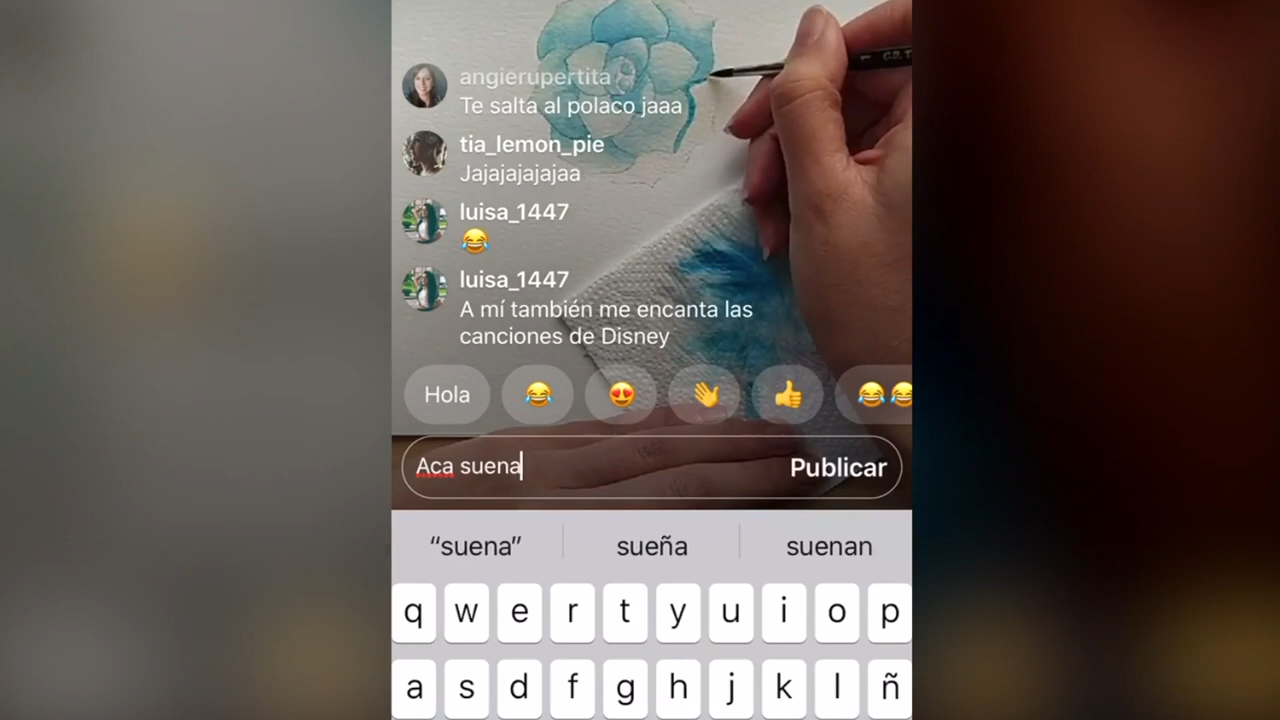 angierupertita
Te salta al polaco jaaa
tia_lemon_pie
Jajajajajajaa
luisa_1447
😂
luisa_1447
A mí también me encanta las
canciones de Disney
Hola 😂 😍 👋 👍 😂😂
Aca suena Publicar
“suena” sueña suenan
q w e r t y u i o p
a s d f g h j k l ñ